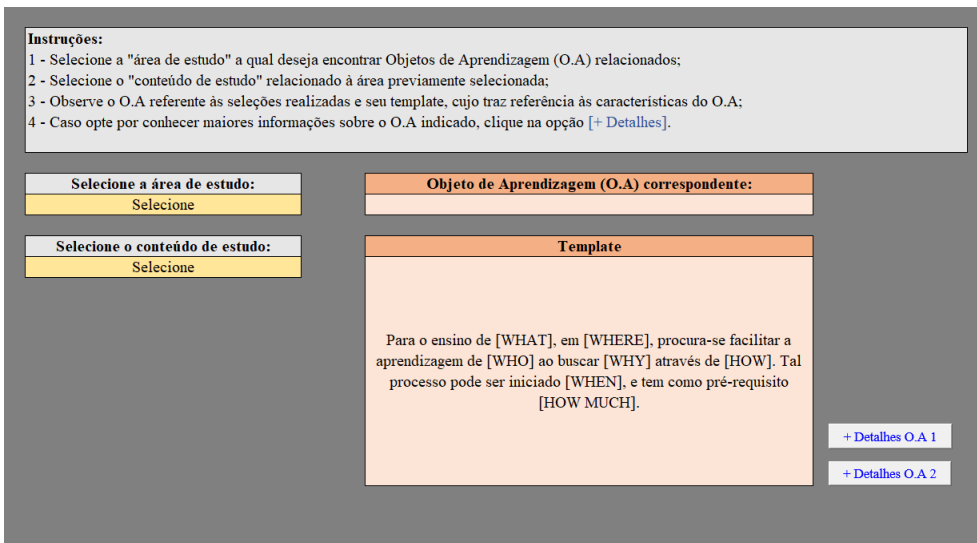 Instruções:
1 - Selecione a "área de estudo" a qual deseja encontrar Objetos de Aprendizagem (O.A) relacionados;
2 - Selecione o "conteúdo de estudo" relacionado à área previamente selecionada;
3 - Observe o O.A referente às seleções realizadas e seu template, cujo traz referência às características do O.A;
4 - Caso opte por conhecer maiores informações sobre o O.A indicado, clique na opção [+ Detalhes].
Selecione a área de estudo:
Selecione
Objeto de Aprendizagem (O.A) correspondente:
Selecione o conteúdo de estudo:
Selecione
Template
Para o ensino de [WHAT], em [WHERE], procura-se facilitar a
aprendizagem de [WHO] ao buscar [WHY] através de [HOW]. Tal
processo pode ser iniciado [WHEN], e tem como pré-requisito
[HOW MUCH].
+ Detalhes O.A 1
+ Detalhes O.A 2